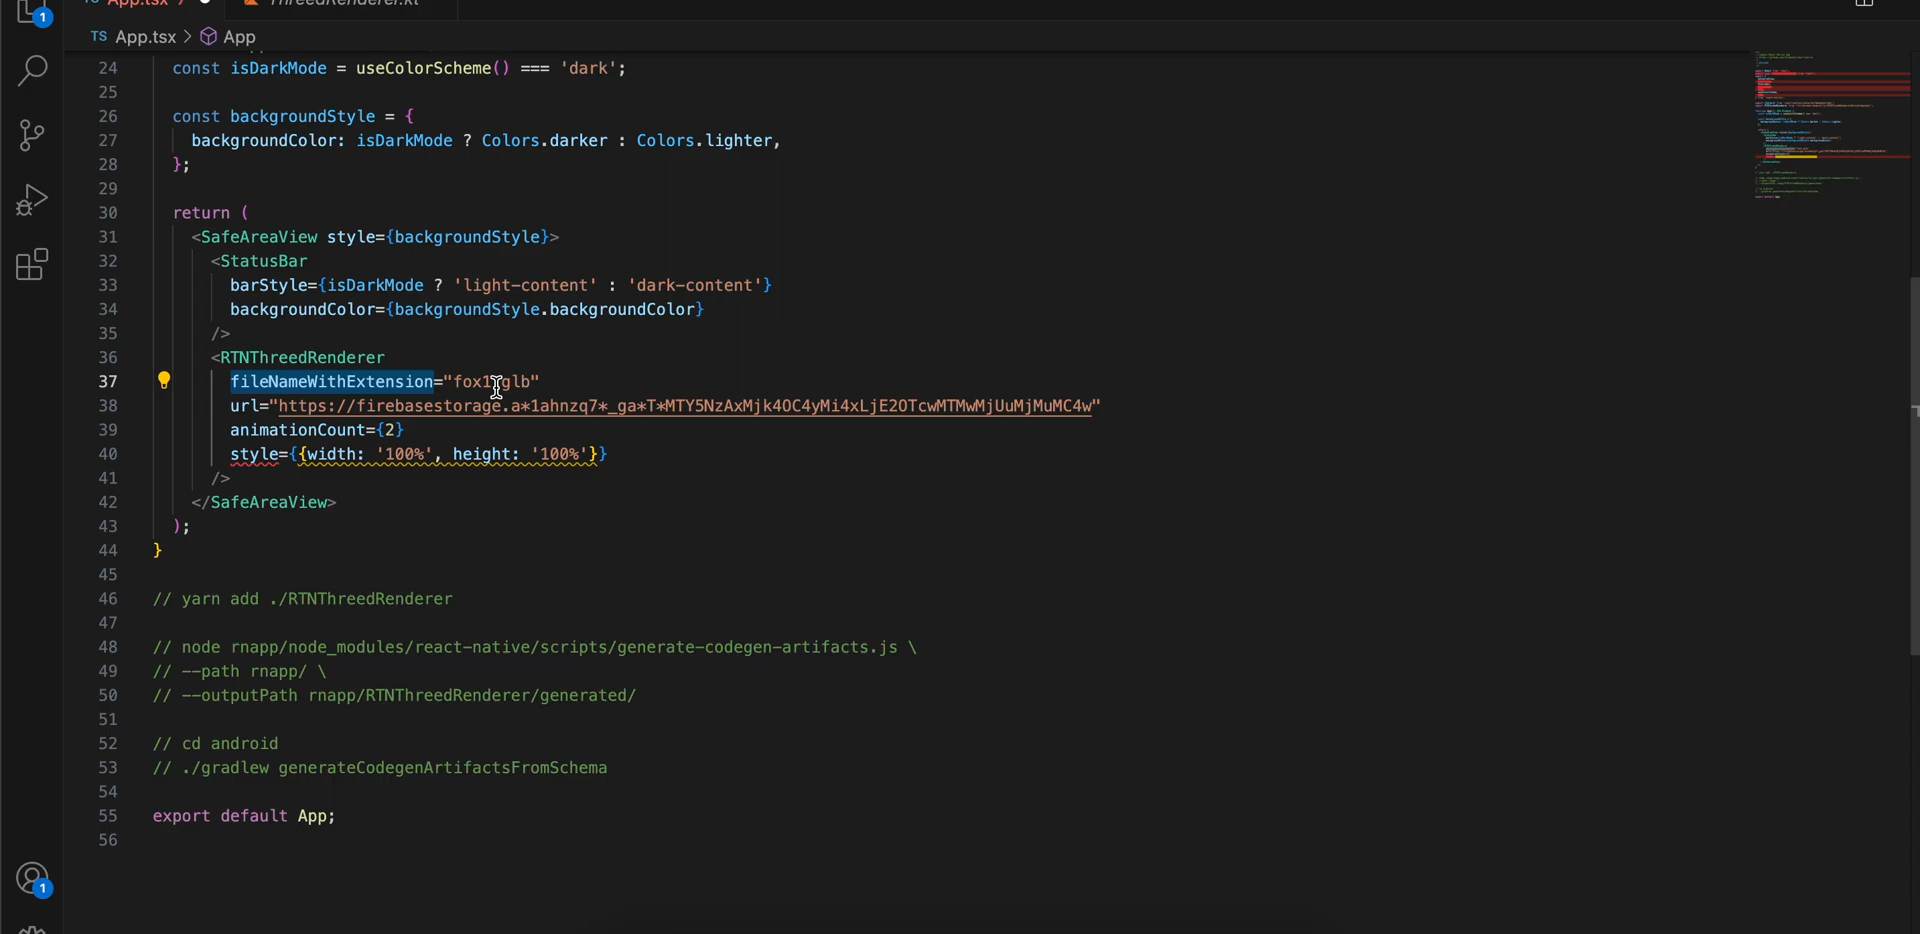 1
TS App.tsx 7
ThreedRenderer.kt
TS App.tsx > App
24 const isDarkMode = useColorScheme() === 'dark';
25
26 const backgroundStyle = {
27 backgroundColor: isDarkMode ? Colors.darker : Colors.lighter,
28 };
29
30 return (
31 <SafeAreaView style={backgroundStyle}>
32 <StatusBar
33 barStyle={isDarkMode ? 'light-content' : 'dark-content'}
34 backgroundColor={backgroundStyle.backgroundColor}
35 />
36 <RTNThreedRenderer
37 fileNameWithExtension="fox1.glb"
38 url="https://firebasestorage.a*1ahnzq7*_ga*T*MTY5NzAxMjk4OC4yMi4xLjE2OTcwMTMwMjUuMjMuMC4w"
39 animationCount={2}
40 style={{width: '100%', height: '100%'}}
41 />
42 </SafeAreaView>
43 );
44 }
45
46 // yarn add ./RTNThreedRenderer
47
48 // node rnapp/node_modules/react-native/scripts/generate-codegen-artifacts.js \
49 // --path rnapp/ \
50 // --outputPath rnapp/RTNThreedRenderer/generated/
51
52 // cd android
53 // ./gradlew generateCodegenArtifactsFromSchema
54
55 export default App;
56
1